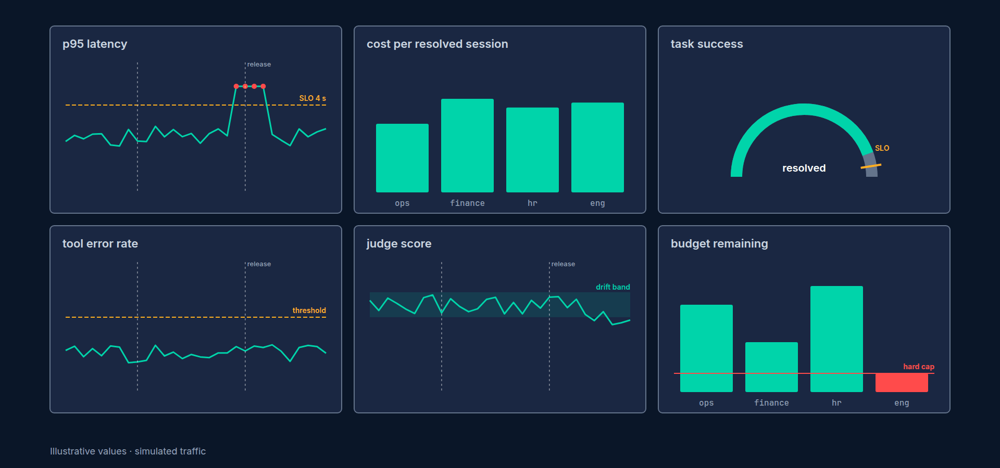 p95 latency
release
SLO 4 s
cost per resolved session
ops
finance
hr
eng
task success
SLO
resolved
tool error rate
release
threshold
judge score
release
drift band
budget remaining
hard cap
ops
finance
hr
eng
Illustrative values · simulated traffic